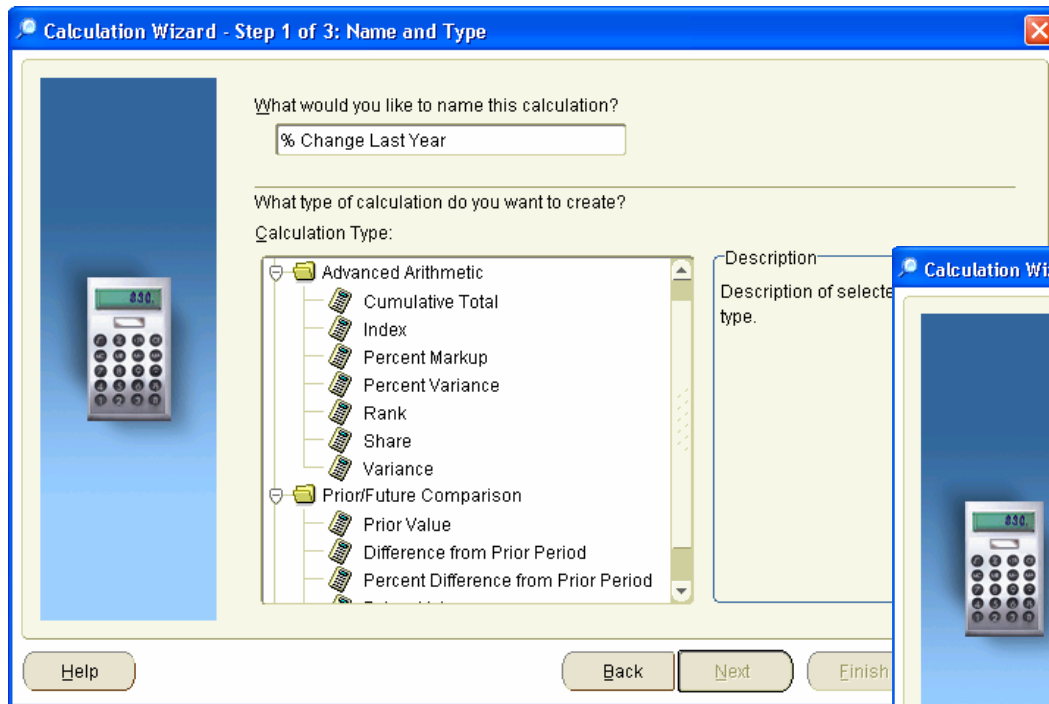 Calculation Wizard - Step 1 of 3: Name and Type
What would you like to name this calculation?
% Change Last Year
What type of calculation do you want to create?
Calculation Type:
Advanced Arithmetic
Cumulative Total
Index
Percent Markup
Percent Variance
Rank
Share
Variance
Prior/Future Comparison
Prior Value
Difference from Prior Period
Percent Difference from Prior Period
Description
Description of selecte
type.
Help
Back
Next
Finish
Calculation Wi
830.
830.